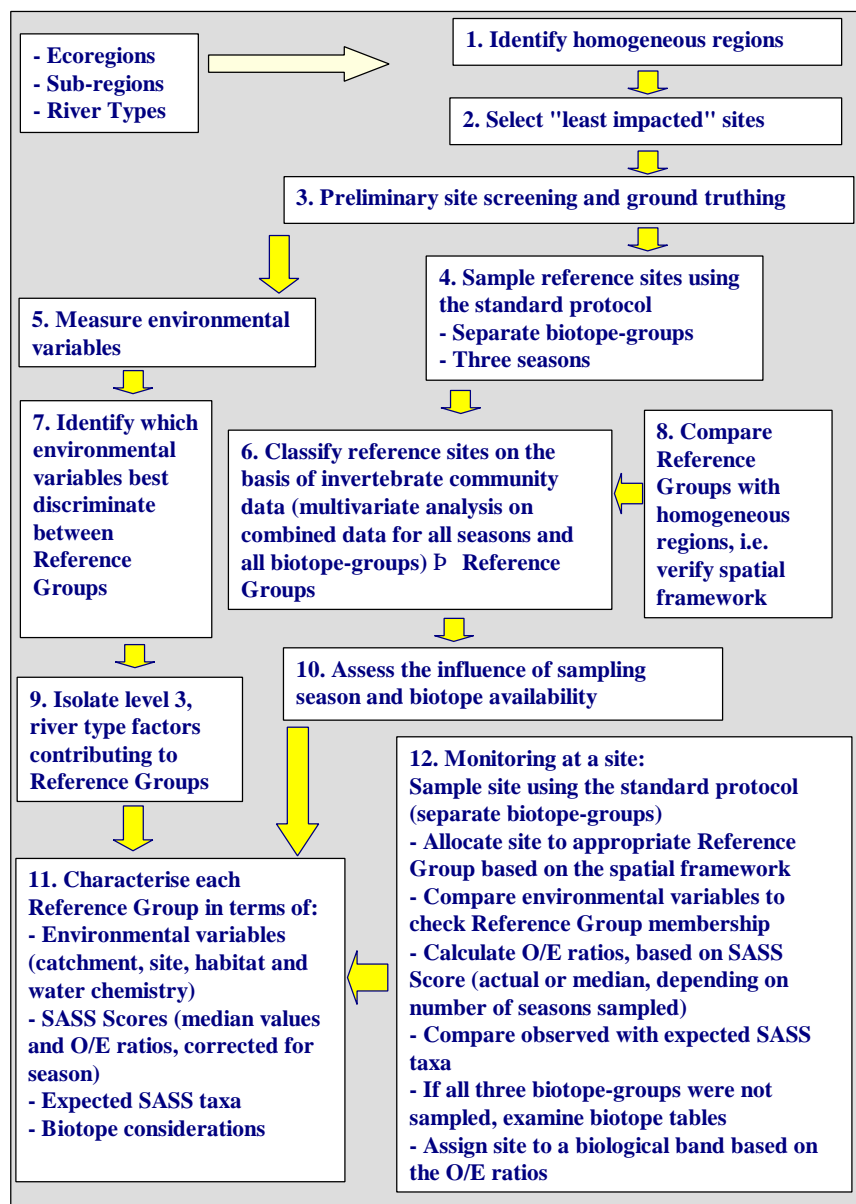 - Ecoregions
- Sub-regions
- River Types
1. Identify homogeneous regions
2. Select "least impacted" sites
3. Preliminary site screening and ground truthing
4. Sample reference sites using
the standard protocol
- Separate biotope-groups
- Three seasons
5. Measure environmental
variables
6. Classify reference sites on the
basis of invertebrate community
data (multivariate analysis on
combined data for all seasons and
all biotope-groups) Þ Reference
Groups
7. Identify which
environmental
variables best
discriminate
between
Reference
Groups
8. Compare
Reference
Groups with
homogeneous
regions, i.e.
verify spatial
framework
9. Isolate level 3,
river type factors
contributing to
Reference Groups
10. Assess the influence of sampling
season and biotope availability
11. Characterise each
Reference Group in terms of:
- Environmental variables
(catchment, site, habitat and
water chemistry)
- SASS Scores (median values
and O/E ratios, corrected for
season)
- Expected SASS taxa
- Biotope considerations
12. Monitoring at a site:
Sample site using the standard protocol
(separate biotope-groups)
- Allocate site to appropriate Reference
Group based on the spatial framework
- Compare environmental variables to
check Reference Group membership
- Calculate O/E ratios, based on SASS
Score (actual or median, depending on
number of seasons sampled)
- Compare observed with expected SASS
taxa
- If all three biotope-groups were not
sampled, examine biotope tables
- Assign site to a biological band based on
the O/E ratios